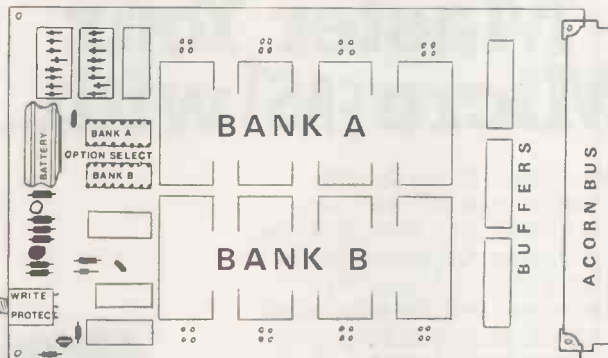 BATTERY
BANK A
OPTION SELECT
BANK B
WRITE
PROTECT
BANK A
BANK B
BUFFERS
ACORN BUS